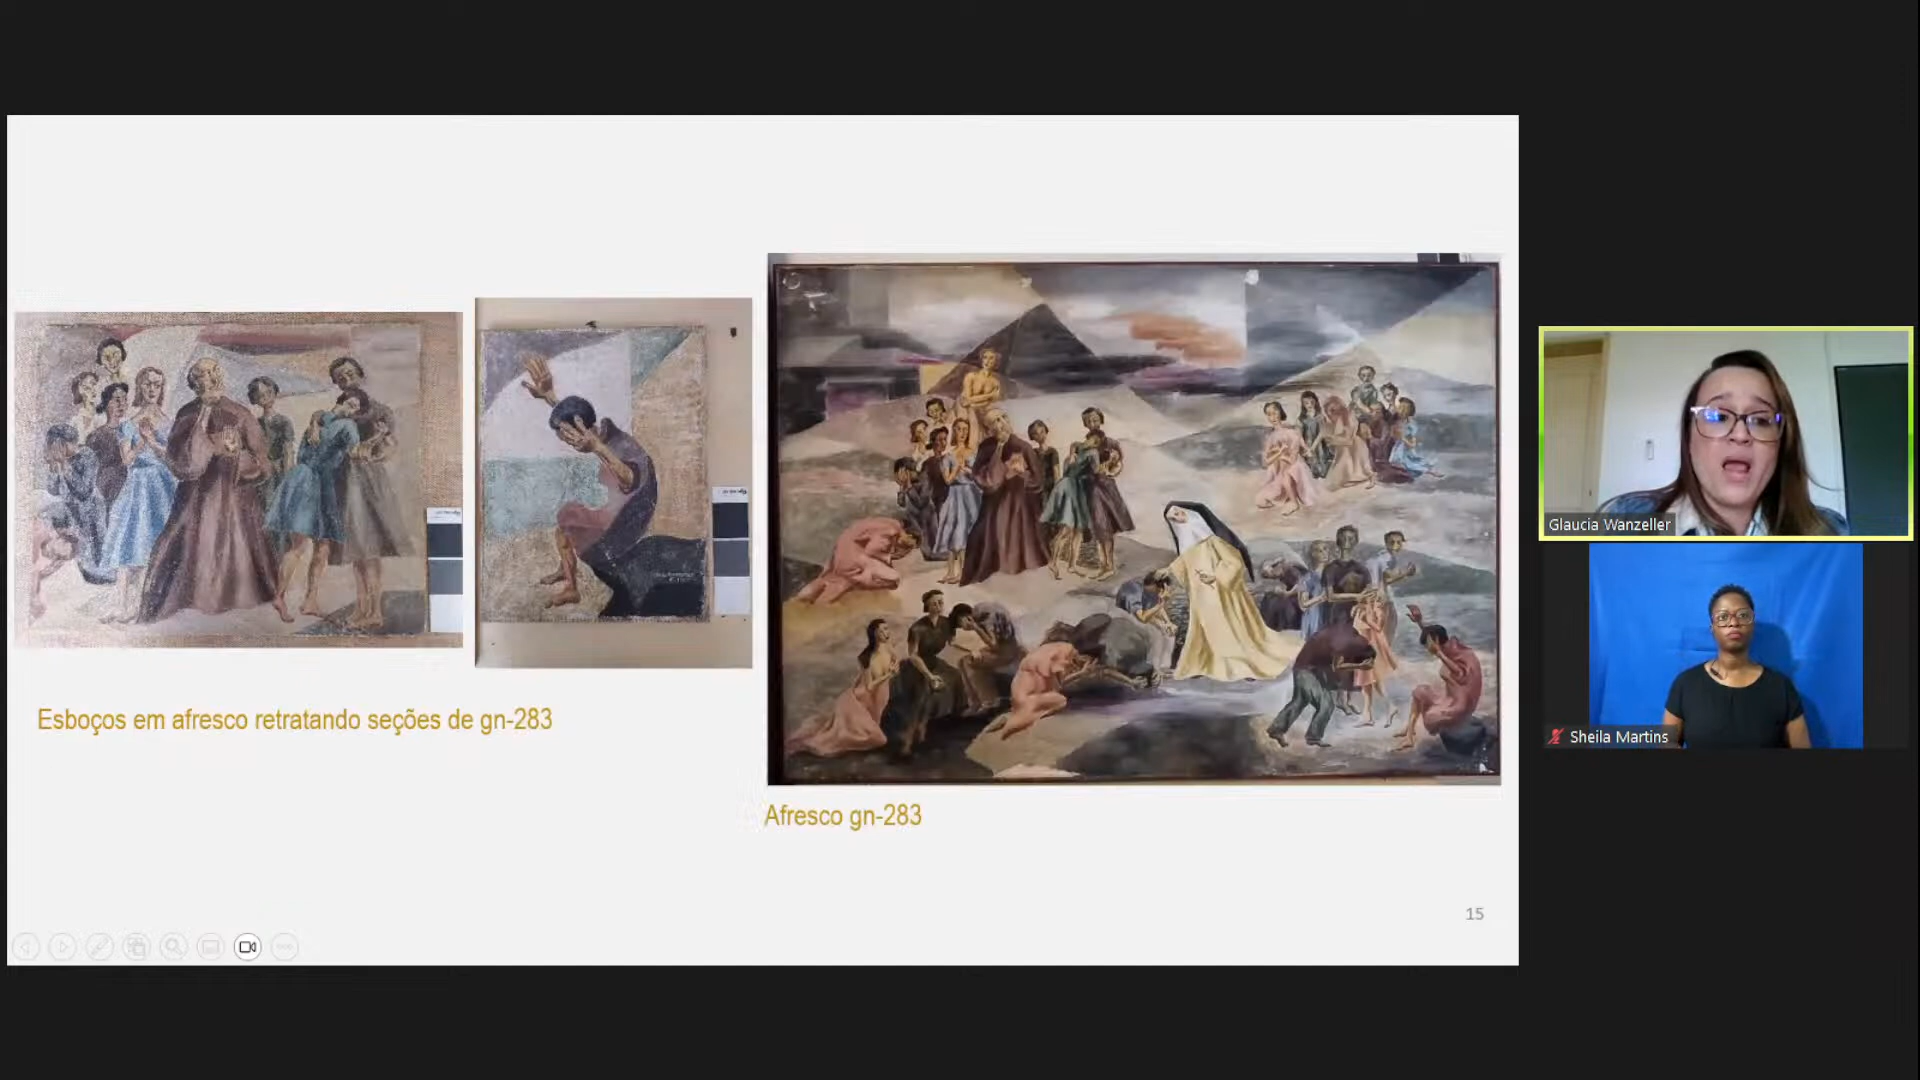 Esboços em afresco retratando seções de gn-283
Afresco gn-283
15
Glaucia Wanzeller
Sheila Martins